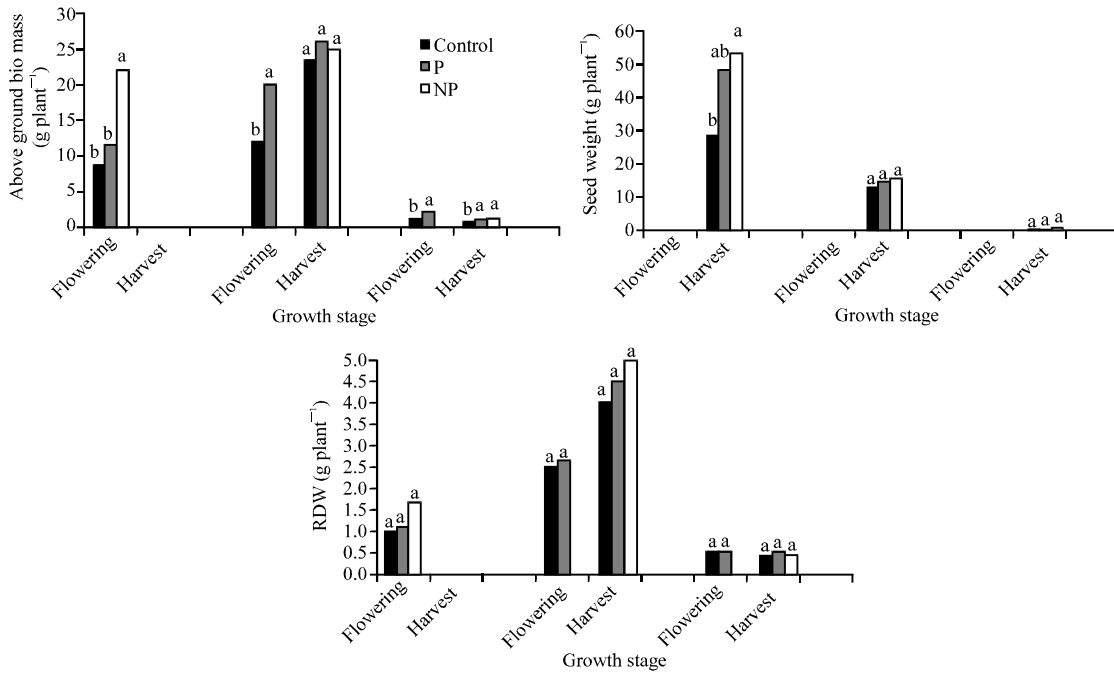 Above ground bio mass
(g plant⁻¹)
30
25
20
15
10
5
0
b b a
b a
a a a
b a
b a a
Control
P
NP
Flowering Harvest Flowering Harvest Flowering Harvest
Growth stage
Seed weight (g plant⁻¹)
60
50
40
30
20
10
0
b ab a
a a a
a a a
Flowering Harvest Flowering Harvest Flowering Harvest
Growth stage
RDW (g plant⁻¹)
5.0
4.5
4.0
3.5
3.0
2.5
2.0
1.5
1.0
0.5
0.0
a a a
a a
a a a
a a
a a a
Flowering Harvest Flowering Harvest Flowering Harvest
Growth stage